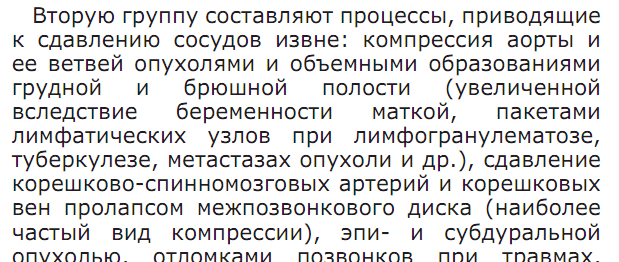 Вторую группу составляют процессы, приводящие
к сдавлению сосудов извне: компрессия аорты и
ее ветвей опухолями и объемными образованиями
грудной и брюшной полости (увеличенной
вследствие беременности маткой, пакетами
лимфатических узлов при лимфогранулематозе,
туберкулезе, метастазах опухоли и др.), сдавление
корешково-спинномозговых артерий и корешковых
вен пролапсом межпозвонкового диска (наиболее
частый вид компрессии), эпи- и субдуральной
опухолью, отломками позвонков при травмах,